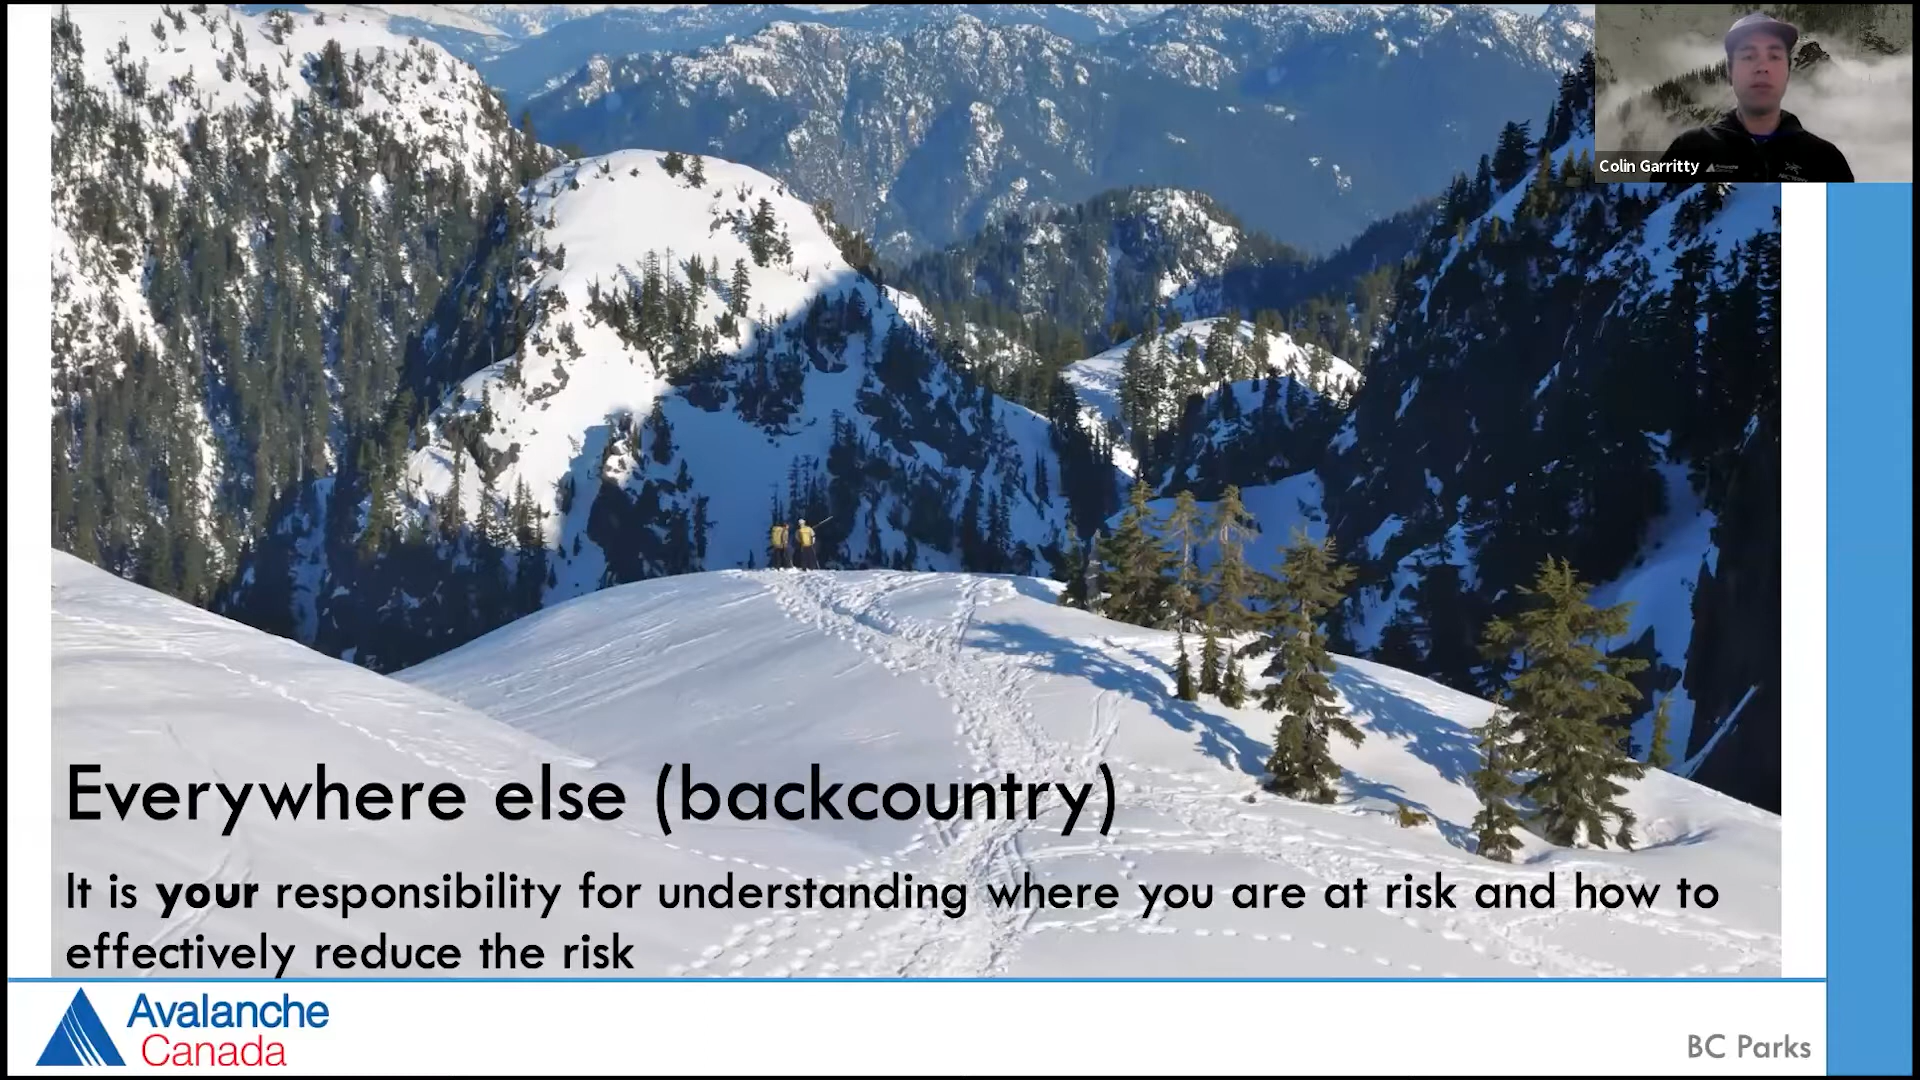 Colin Garritty
Everywhere else (backcountry)
It is your responsibility for understanding where you are at risk and how to
effectively reduce the risk
Avalanche
Canada
BC Parks